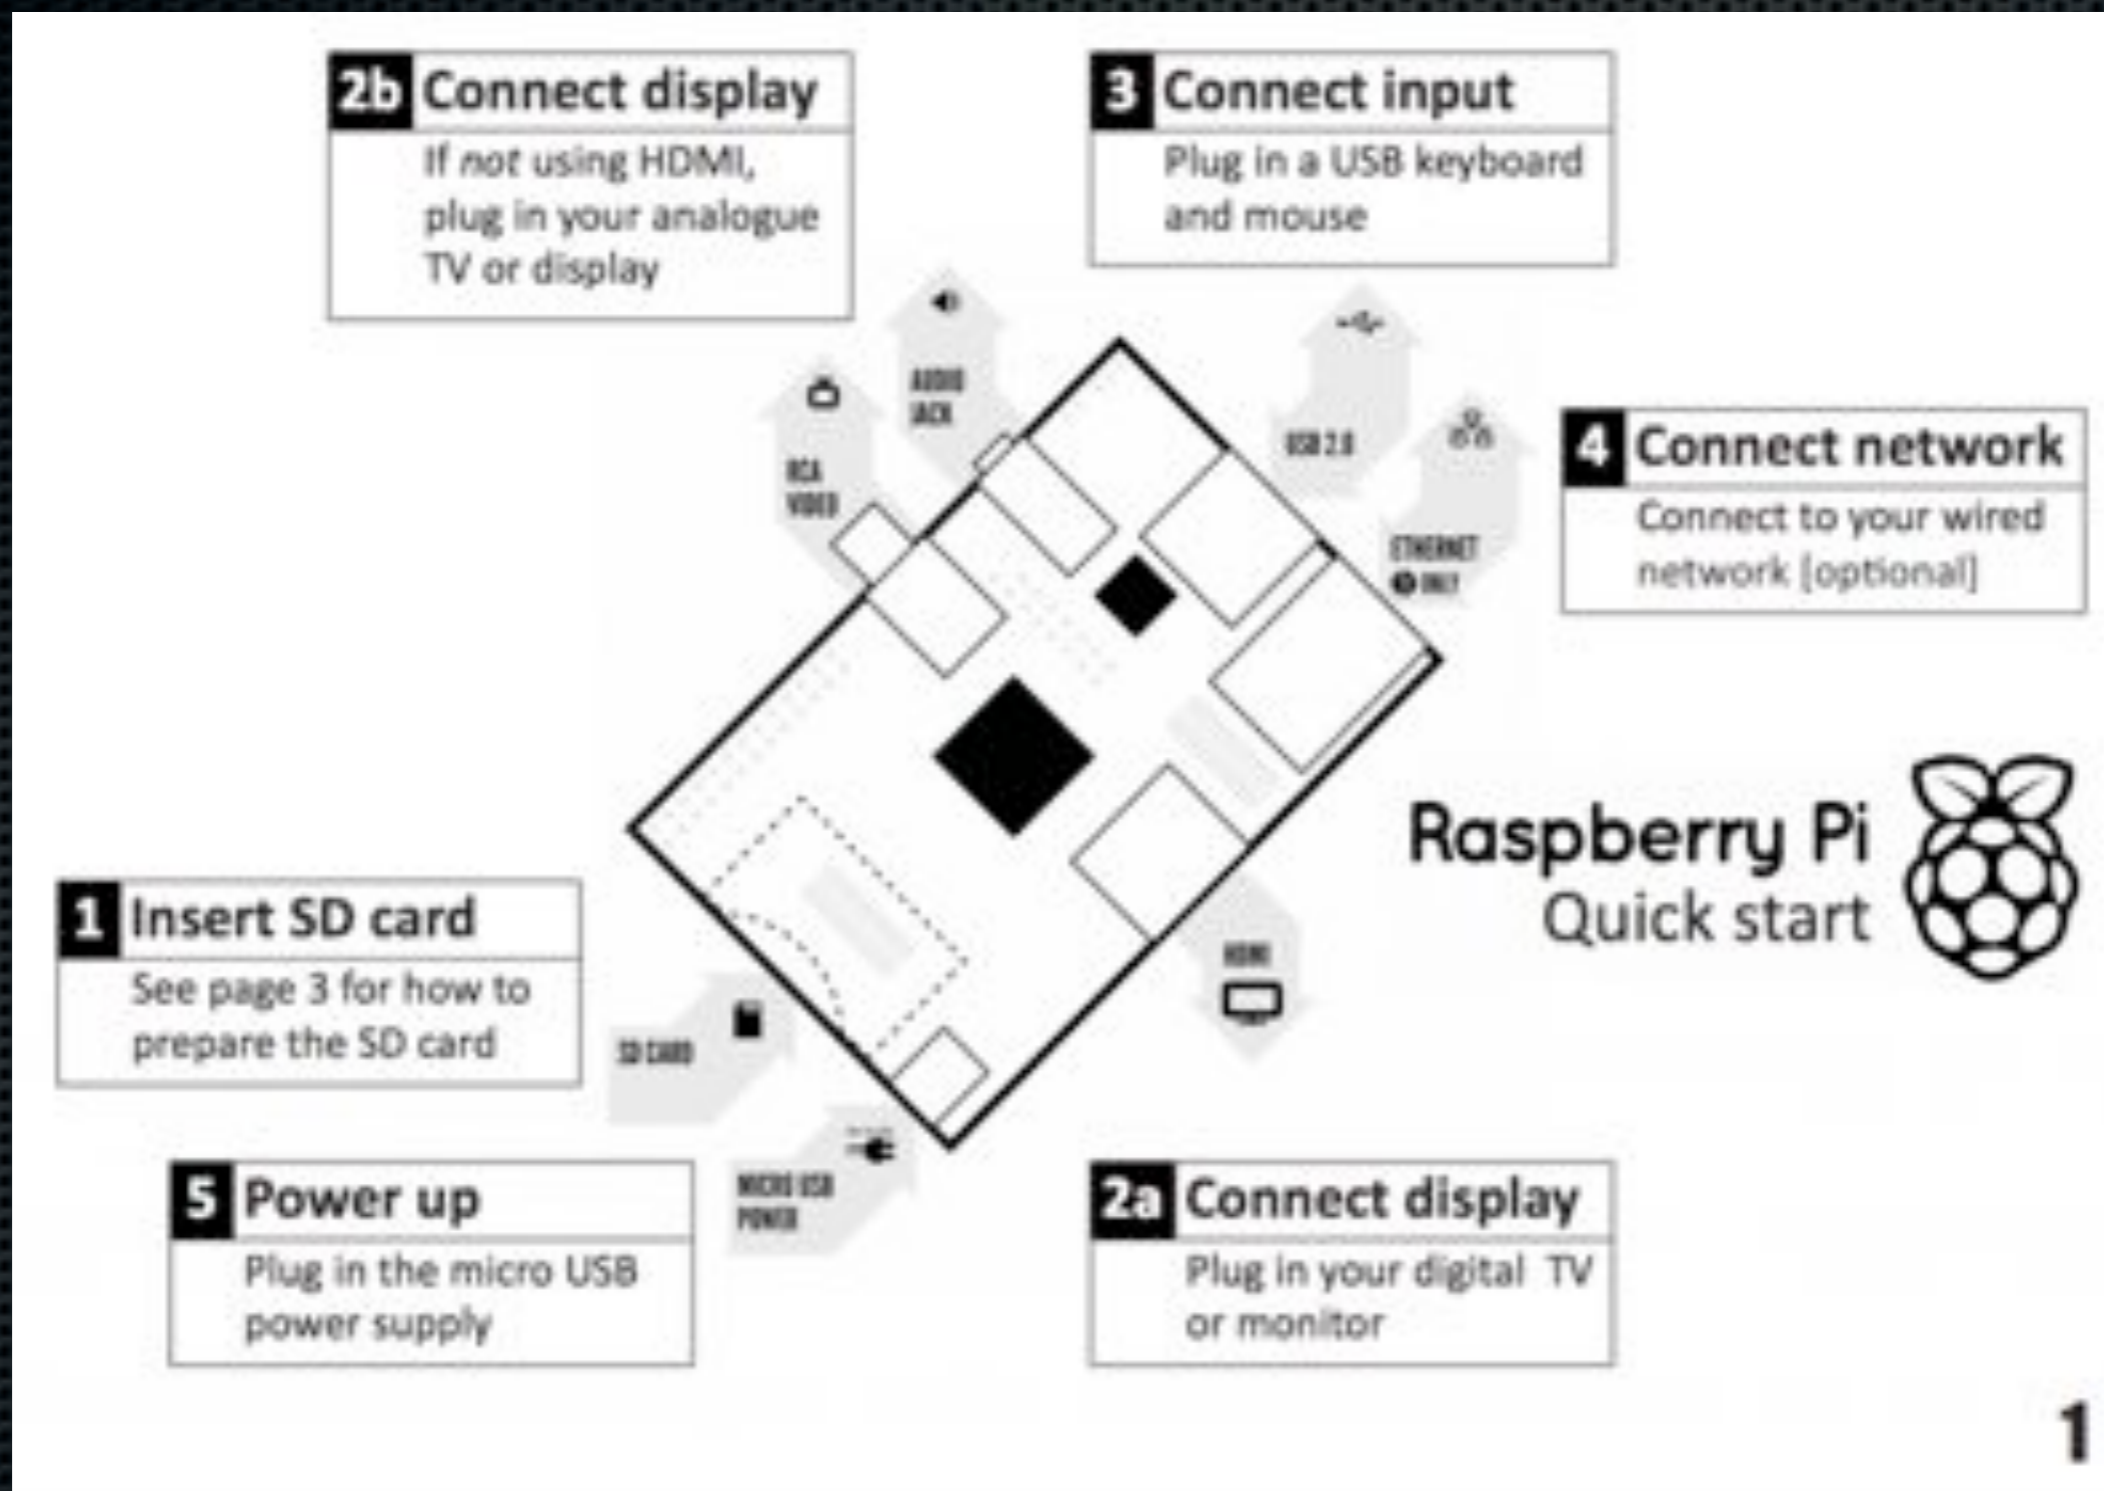 2b Connect display
If not using HDMI,
plug in your analogue
TV or display
3 Connect input
Plug in a USB keyboard
and mouse
AUDIO
JACK
RCA
VIDEO
USB 2.0
ETHERNET
ONLY
4 Connect network
Connect to your wired
network [optional]
Raspberry Pi
Quick start
1 Insert SD card
See page 3 for how to
prepare the SD card
SD CARD
HDMI
5 Power up
Plug in the micro USB
power supply
MICRO USB
POWER
2a Connect display
Plug in your digital TV
or monitor
1